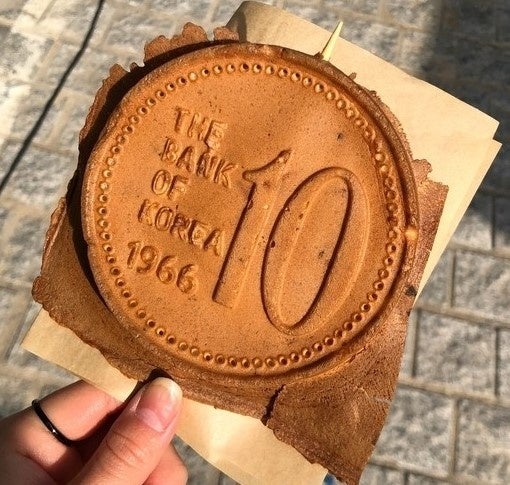 THE
BANK
OF
KOREA
1966
10